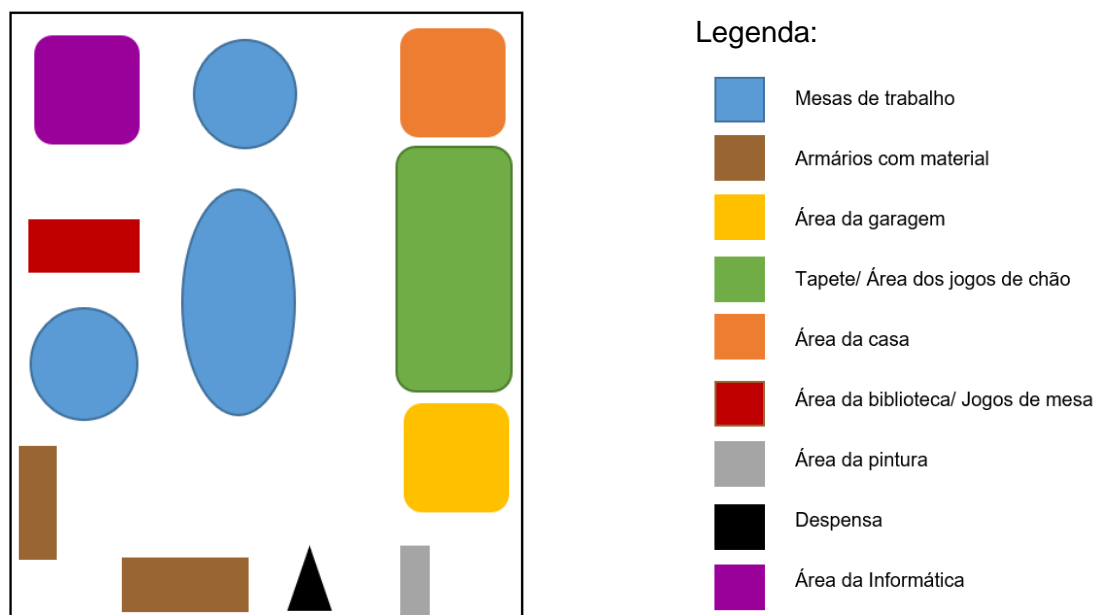 Legenda:
Mesas de trabalho
Armários com material
Área da garagem
Tapete/ Área dos jogos de chão
Área da casa
Área da biblioteca/ Jogos de mesa
Área da pintura
Despensa
Área da Informática